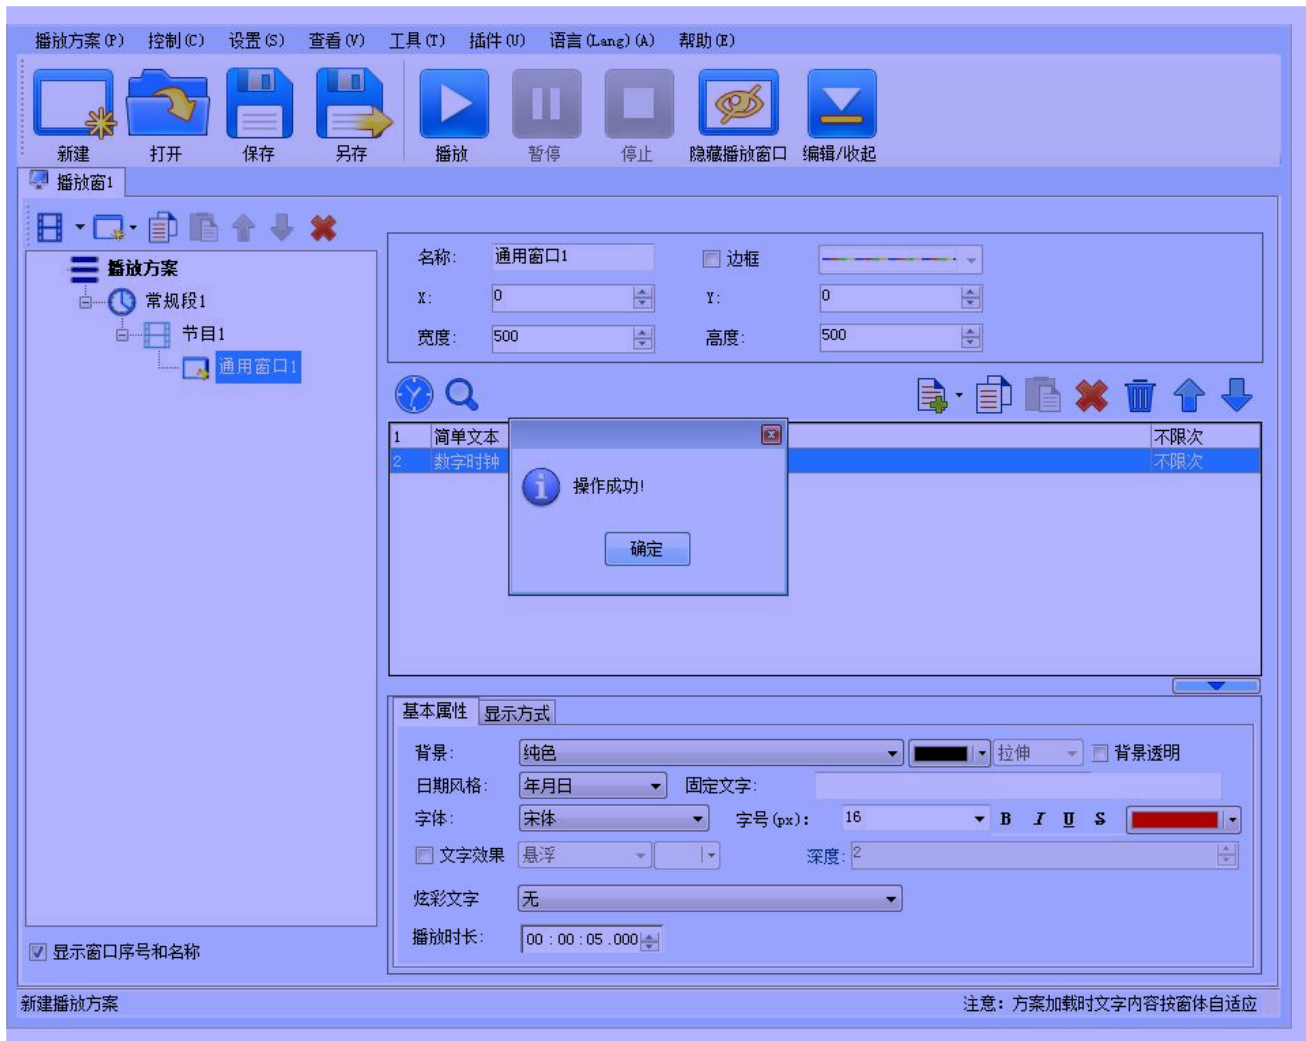 播放方案(P) 控制(C) 设置(S) 查看(V) 工具(T) 插件(U) 语言(Lang)(A) 帮助(E)
新建 打开 保存 另存 播放 暂停 停止 隐藏播放窗口 编辑/收起
播放窗1
播放方案
常规段1
节目1
通用窗口1
名称: 通用窗口1 边框
X: 0 Y: 0
宽度: 500 高度: 500
1 简单文本 不限次
2 数字时钟 不限次
操作成功!
确定
基本属性 显示方式
背景: 纯色 拉伸 背景透明
日期风格: 年月日 固定文字:
字体: 宋体 字号(px): 16 B I U S
文字效果 悬浮 深度: 2
炫彩文字 无
播放时长: 00:00:05.000
显示窗口序号和名称
新建播放方案 注意: 方案加载时文字内容按窗体自适应